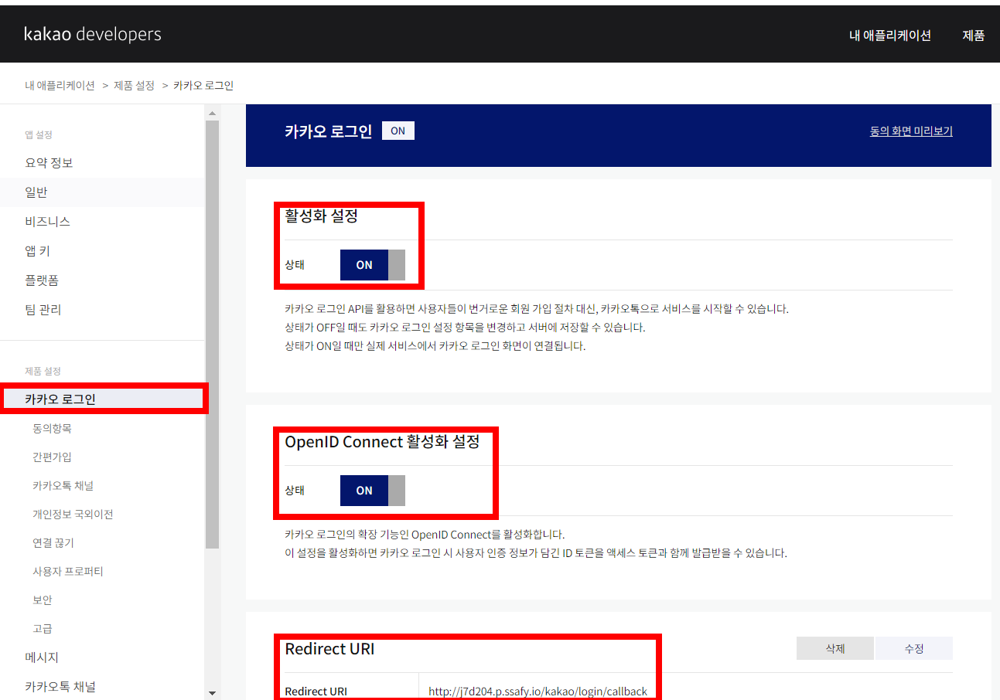 kakao developers
내 애플리케이션
제품
내 애플리케이션 > 제품 설정 > 카카오 로그인
앱 설정
요약 정보
일반
비즈니스
앱 키
플랫폼
팀 관리
제품 설정
카카오 로그인
동의항목
간편가입
카카오톡 채널
개인정보 국외이전
연결 끊기
사용자 프로퍼티
보안
고급
메시지
카카오톡 채널
카카오 로그인 ON
동의 화면 미리보기
활성화 설정
상태 ON
카카오 로그인 API를 활용하면 사용자들이 번거로운 회원 가입 절차 대신, 카카오톡으로 서비스를 시작할 수 있습니다.
상태가 OFF일 때도 카카오 로그인 설정 항목을 변경하고 서버에 저장할 수 있습니다.
상태가 ON일 때만 실제 서비스에서 카카오 로그인 화면이 연결됩니다.
OpenID Connect 활성화 설정
상태 ON
카카오 로그인의 확장 기능인 OpenID Connect를 활성화합니다.
이 설정을 활성화하면 카카오 로그인 시 사용자 인증 정보가 담긴 ID 토큰을 액세스 토큰과 함께 발급받을 수 있습니다.
Redirect URI
삭제
수정
Redirect URI http://j7d204.p.ssafy.io/kakao/login/callback